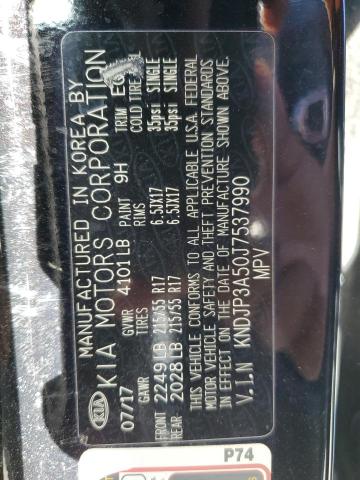 MANUFACTURED IN KOREA BY
KIA KIA MOTORS CORPORATION
07/17 GVWR 4107LB PAINT 9H TRIM EQ
GAWR TIRES RIMS COLD TIRE
FRONT 2249LB 215/55 R17 6.5JX17 35psi SINGLE
REAR 2028LB 215/55 R17 6.5JX17 35psi SINGLE
THIS VEHICLE CONFORMS TO ALL APPLICABLE U.S.A. FEDERAL
MOTOR VEHICLE SAFETY AND THEFT PREVENTION STANDARDS
IN EFFECT ON THE DATE OF MANUFACTURE SHOWN ABOVE.
V.I.N KNDJP3A50J7537990
MPV
P74